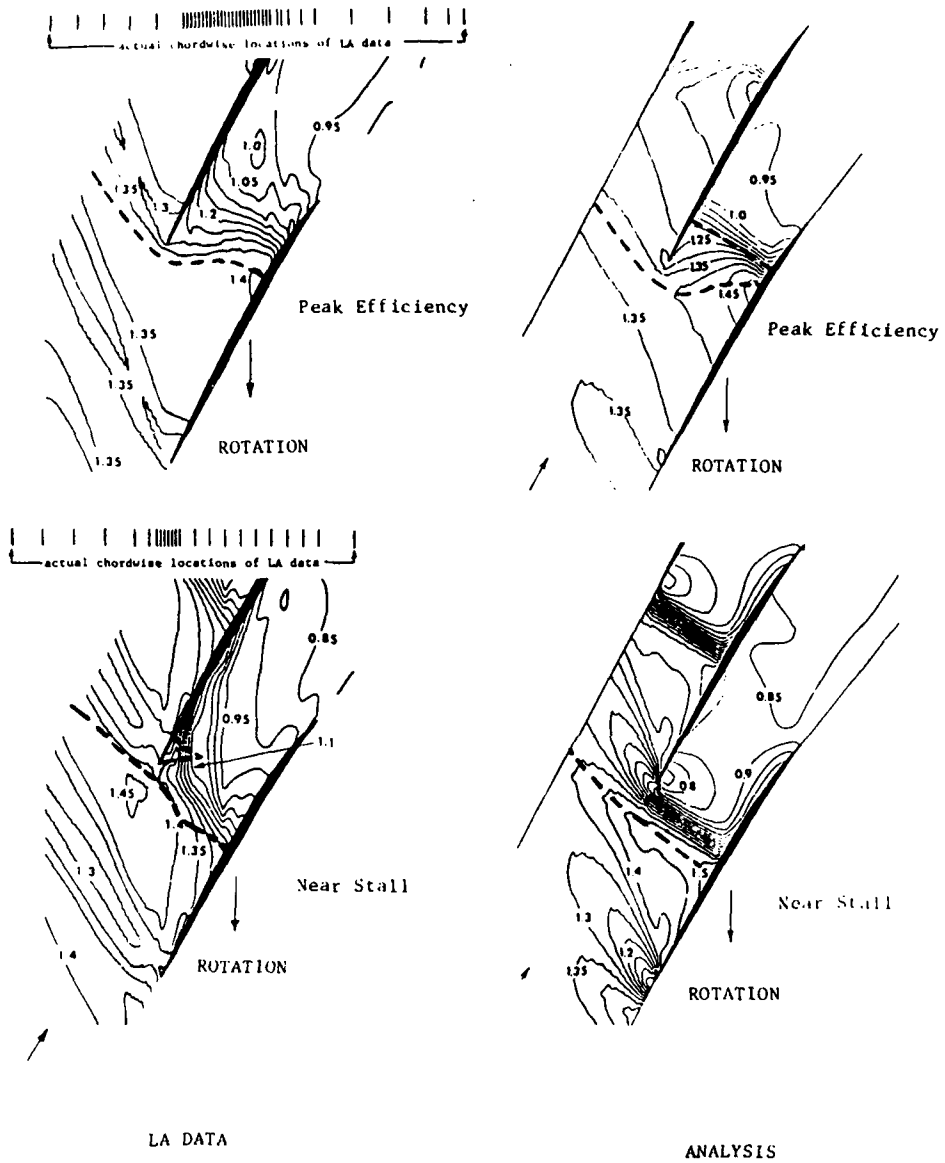 actual chordwise locations of LA data
0.95
1.0
1.05
1.35
1.3
1.2
1.4
Peak Efficiency
1.35
1.35
ROTATION
1.35
0.95
1.0
1.25
1.35
1.45
1.35
Peak Efficiency
1.35
ROTATION
actual chordwise locations of LA data
0.85
0.95
1.1
1.45
1.35
1.3
Near Stall
1.4
ROTATION
0.85
0.8
0.9
1.4
1.5
Near Stall
1.3
1.2
1.35
ROTATION
LA DATA
ANALYSIS